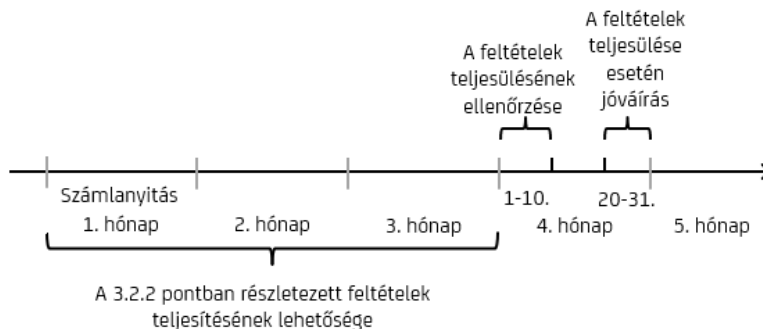 A feltételek
teljesülésének
ellenőrzése
A feltételek
teljesülése
esetén
jóváírás
Számlanyitás
1. hónap
2. hónap
3. hónap
1-10.
20-31.
4. hónap
5. hónap
A 3.2.2 pontban részletezett feltételek
teljesítésének lehetősége